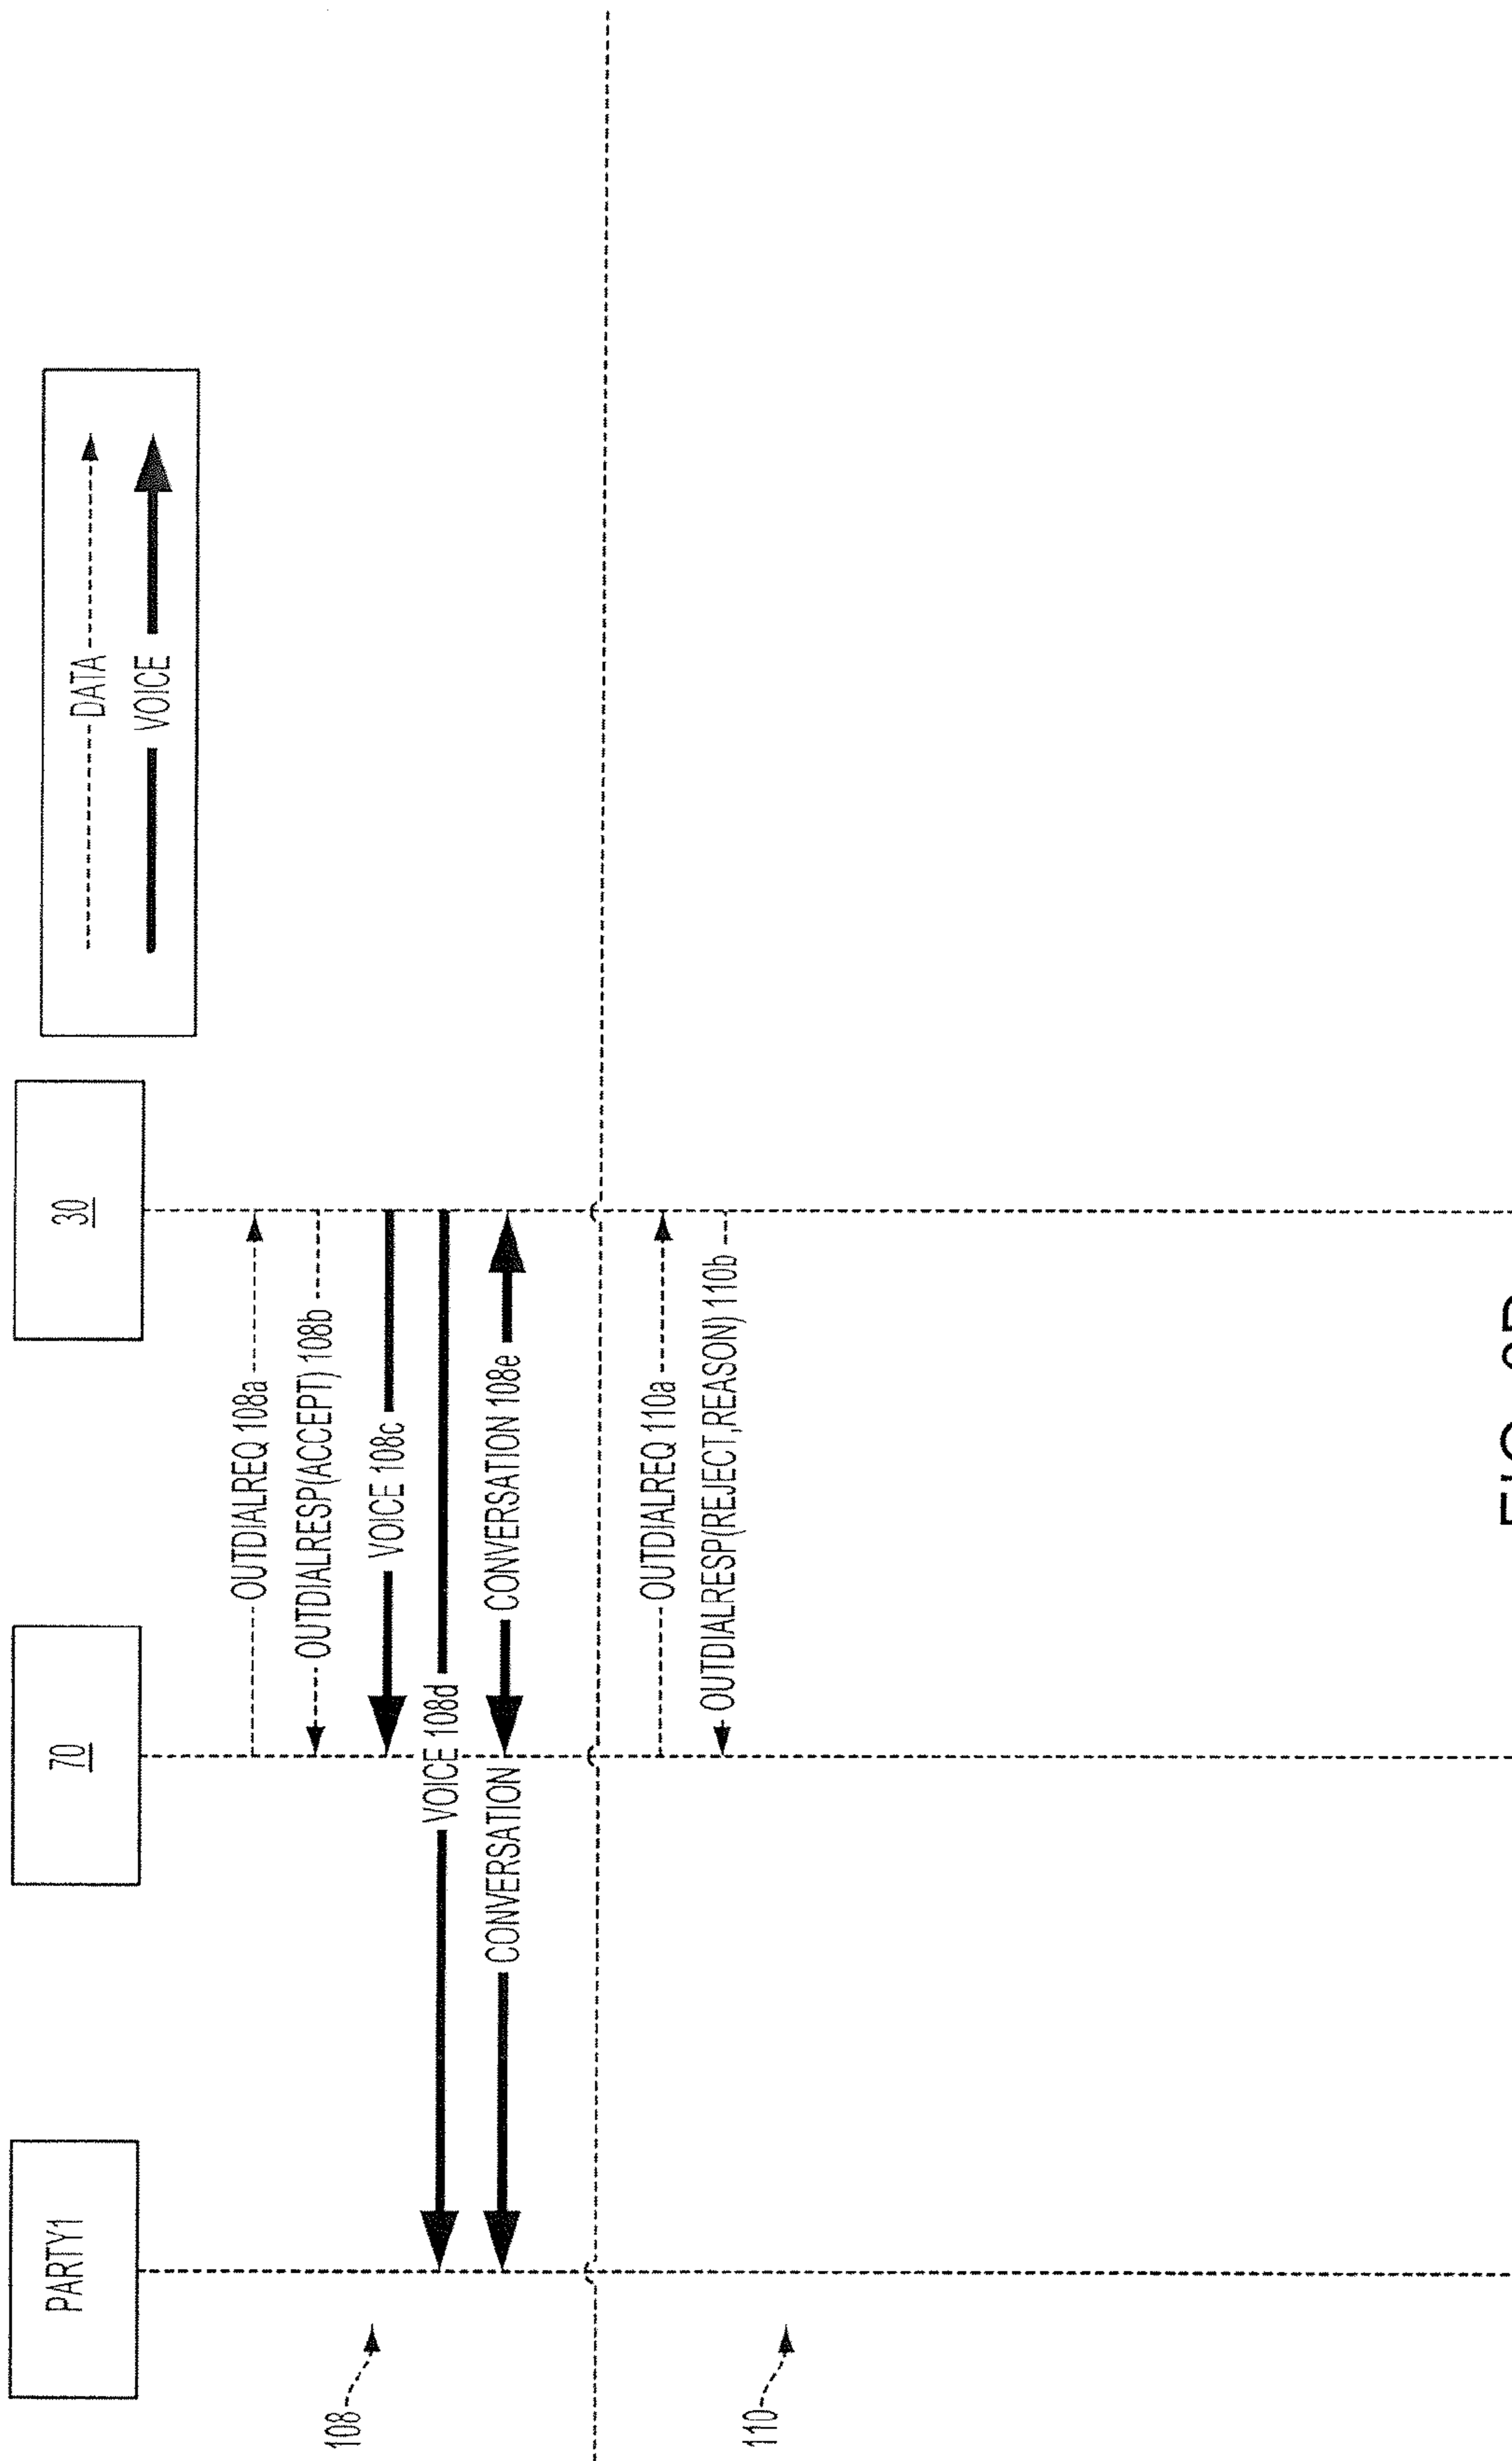 PARTY1
70
30
DATA
VOICE
108
OUTDIALREQ 108a
OUTDIALRESP(ACCEPT) 108b
VOICE 108c
VOICE 108d
CONVERSATION
CONVERSATION 108e
110
OUTDIALREQ 110a
OUTDIALRESP(REJECT,REASON) 110b
FIG.